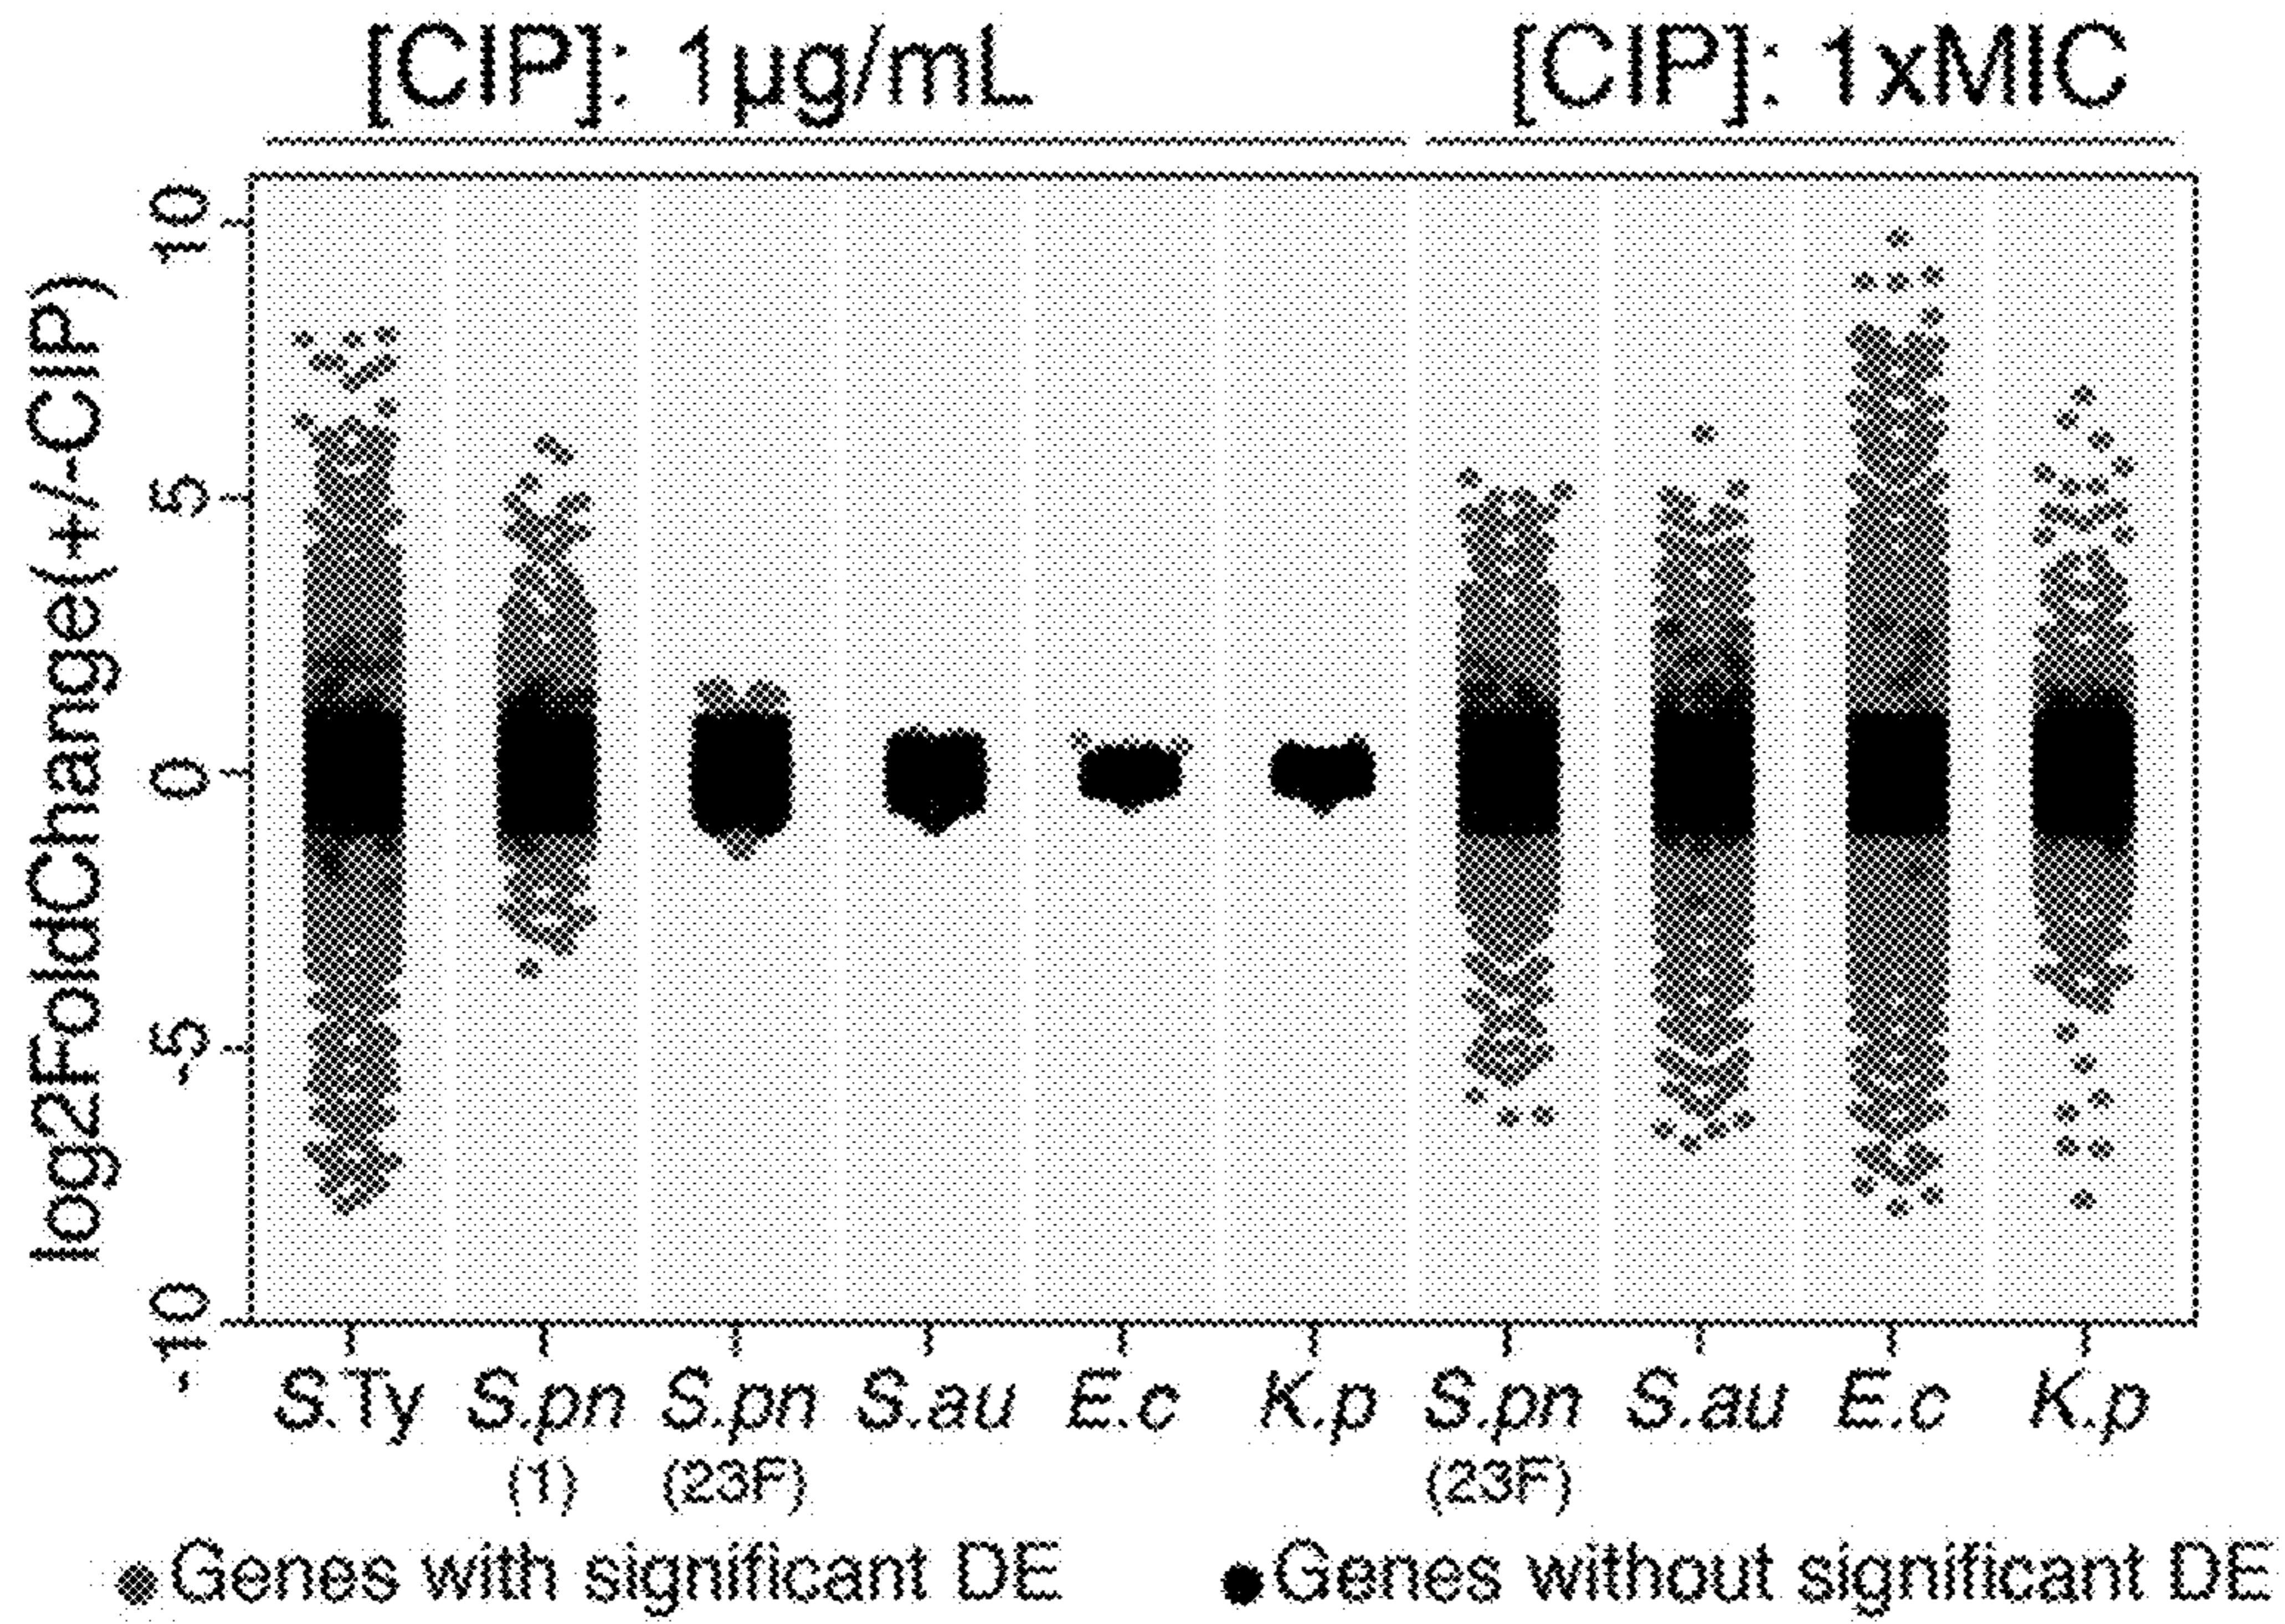 [CIP]: 1µg/mL [CIP]: 1xMIC
log2FoldChange(+/-CIP)
10
5
0
-5
-10
S.Ty S.pn S.pn S.au E.c K.p S.pn S.au E.c K.p
(1) (23F) (23F)
Genes with significant DE Genes without significant DE